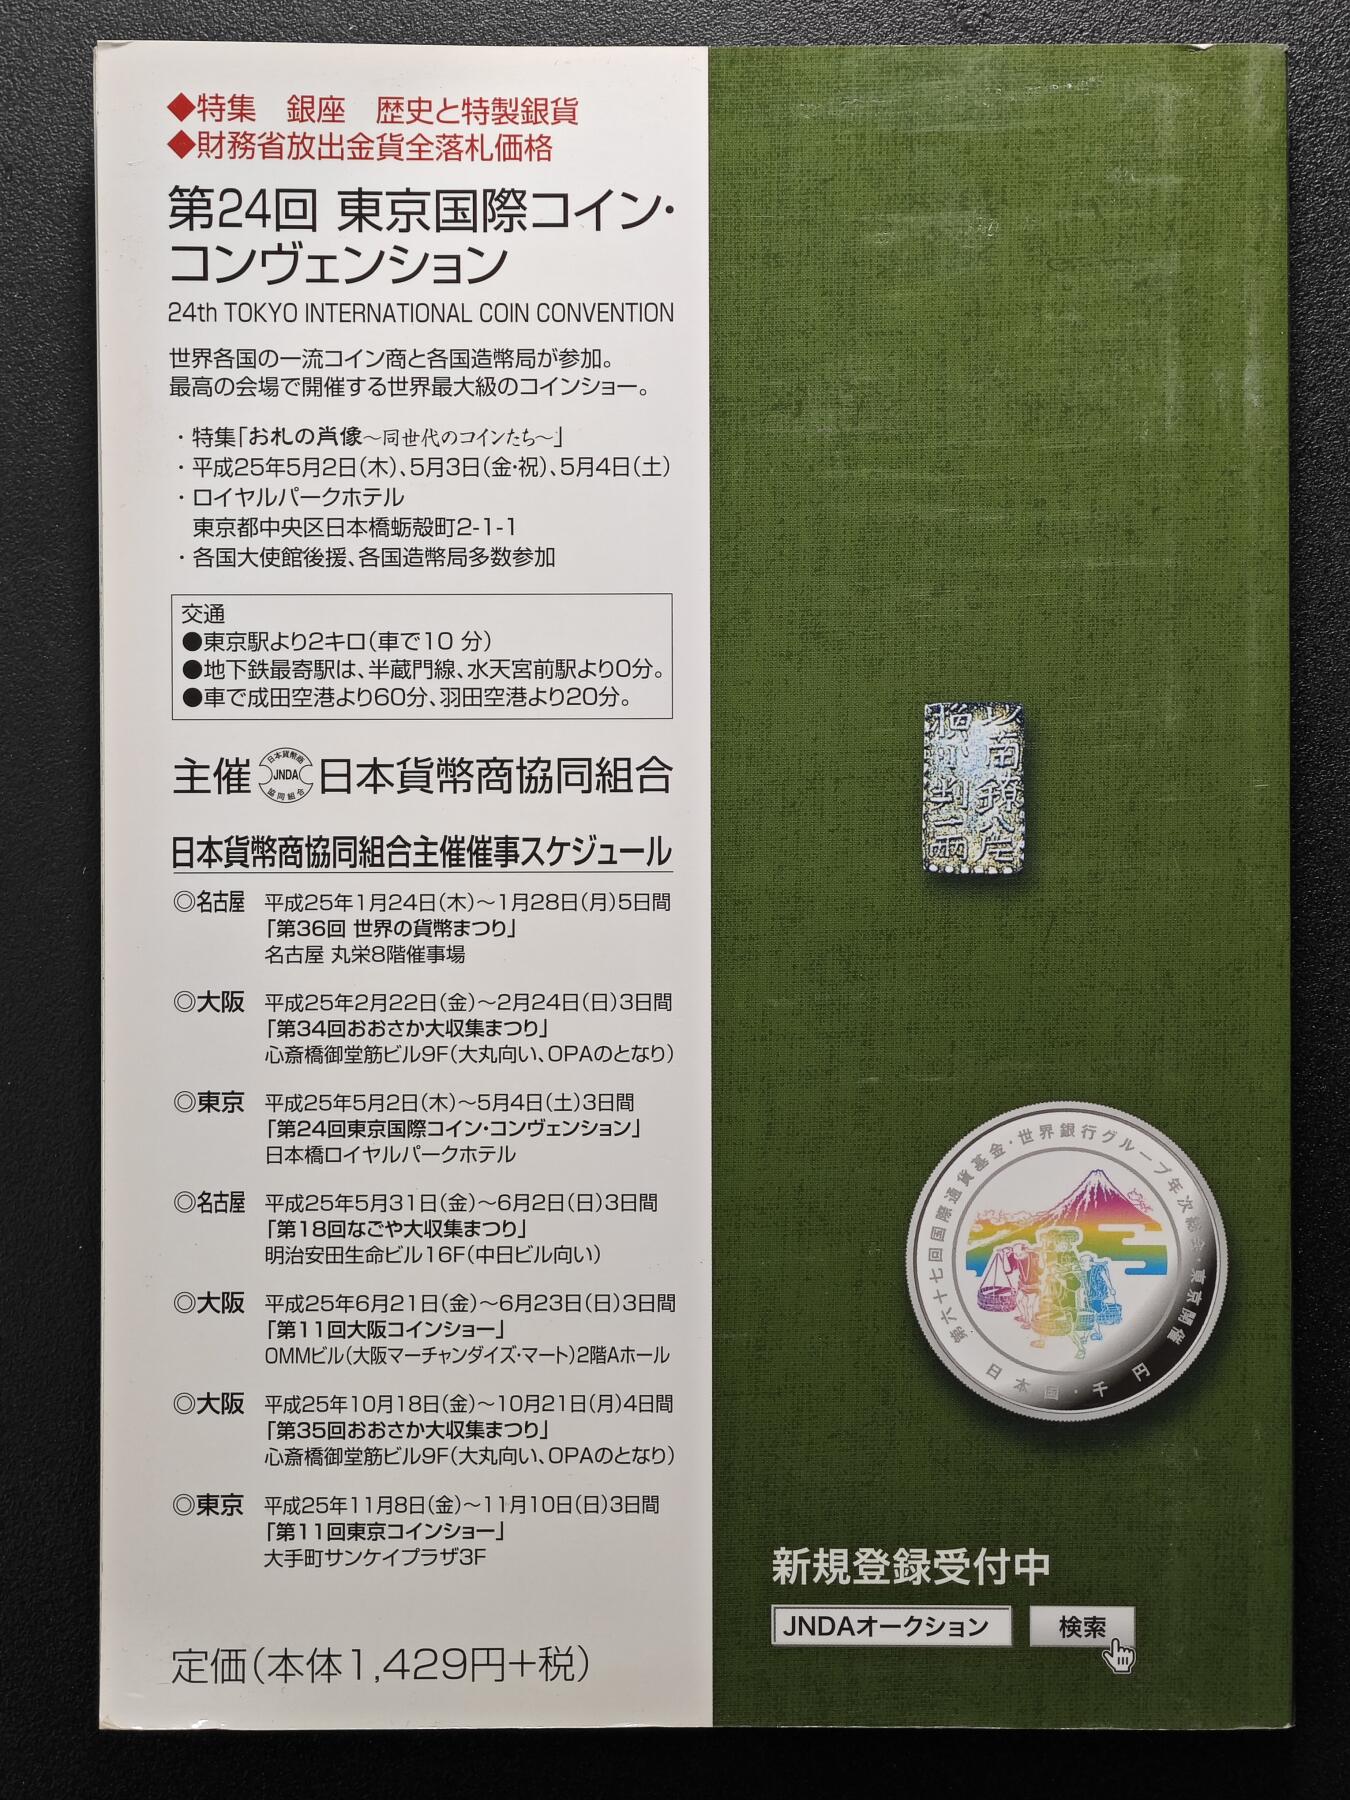 ◆特集　銀座　歴史と特製銀貨
◆財務省放出金貨全落札価格
第24回 東京国際コイン・
コンヴェンション
24th TOKYO INTERNATIONAL COIN CONVENTION
世界各国の一流コイン商と各国造幣局が参加。
最高の会場で開催する世界最大級のコインショー。
・特集「お札の肖像～同世代のコインたち～」
・平成25年5月2日(木)、5月3日(金・祝)、5月4日(土)
・ロイヤルパークホテル
東京都中央区日本橋蛎殻町2-1-1
・各国大使館後援、各国造幣局多数参加
交通
●東京駅より2キロ(車で10 分)
●地下鉄最寄駅は、半蔵門線、水天宮前駅より0分。
●車で成田空港より60分、羽田空港より20分。
主催 日本貨幣商 JNDA 協同組合 日本貨幣商協同組合
日本貨幣商協同組合主催催事スケジュール
◎名古屋 平成25年1月24日(木)～1月28日(月)5日間
「第36回 世界の貨幣まつり」
名古屋 丸栄8階催事場
◎大阪 平成25年2月22日(金)～2月24日(日)3日間
「第34回おおさか大収集まつり」
心斎橋御堂筋ビル9F(大丸向い、OPAのとなり)
◎東京 平成25年5月2日(木)～5月4日(土)3日間
「第24回東京国際コイン・コンヴェンション」
日本橋ロイヤルパークホテル
◎名古屋 平成25年5月31日(金)～6月2日(日)3日間
「第18回なごや大収集まつり」
明治安田生命ビル16F(中日ビル向い)
◎大阪 平成25年6月21日(金)～6月23日(日)3日間
「第11回大阪コインショー」
OMMビル(大阪マーチャンダイズ・マート)2階Aホール
◎大阪 平成25年10月18日(金)～10月21日(月)4日間
「第35回おおさか大収集まつり」
心斎橋御堂筋ビル9F(大丸向い、OPAのとなり)
◎東京 平成25年11月8日(金)～11月10日(日)3日間
「第11回東京コインショー」
大手町サンケイプラザ3F
定価(本体1,429円+税)
以南鐐八片
換小判一兩
第六十七回国際通貨基金・世界銀行グループ年次総会 東京開催
日本国・千円
新規登録受付中
JNDAオークション 検索